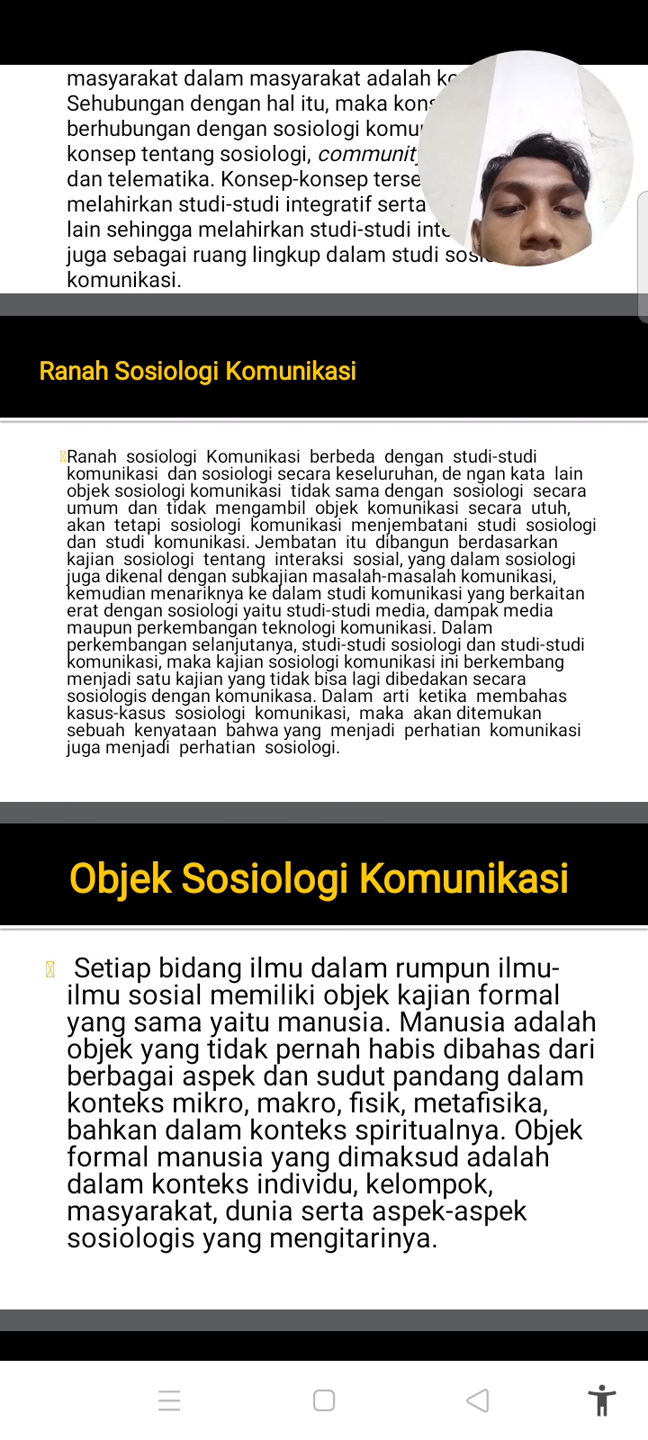 masyarakat dalam masyarakat adalah
Sehubungan dengan hal itu, maka
berhubungan dengan sosiologi
konsep tentang sosiologi,
dan telematika. Konsep-konsep
melahirkan studi-studi integratif serta
lain sehingga melahirkan studi-studi
juga sebagai ruang lingkup dalam studi
komunikasi.
Ranah Sosiologi Komunikasi
Ranah sosiologi Komunikasi berbeda dengan studi-studi
komunikasi dan sosiologi secara keseluruhan, de ngan kata lain
objek sosiologi komunikasi tidak sama dengan sosiologi secara
umum dan tidak mengambil objek komunikasi secara utuh,
akan tetapi sosiologi komunikasi menjembatani studi sosiologi
dan studi komunikasi. Jembatan itu dibangun berdasarkan
kajian sosiologi tentang interaksi sosial, yang dalam sosiologi
juga dikenal dengan subkajian masalah-masalah komunikasi,
kemudian menariknya ke dalam studi komunikasi yang berkaitan
erat dengan sosiologi yaitu studi-studi media, dampak media
maupun perkembangan teknologi komunikasi. Dalam
perkembangan selanjutanya, studi-studi sosiologi dan studi-studi
komunikasi, maka kajian sosiologi komunikasi ini berkembang
menjadi satu kajian yang tidak bisa lagi dibedakan secara
sosiologis dengan komunikasa. Dalam arti ketika membahas
kasus-kasus sosiologi komunikasi, maka akan ditemukan
sebuah kenyataan bahwa yang menjadi perhatian komunikasi
juga menjadi perhatian sosiologi.
Objek Sosiologi Komunikasi
Setiap bidang ilmu dalam rumpun ilmu-
ilmu sosial memiliki objek kajian formal
yang sama yaitu manusia. Manusia adalah
objek yang tidak pernah habis dibahas dari
berbagai aspek dan sudut pandang dalam
konteks mikro, makro, fisik, metafisika,
bahkan dalam konteks spiritualnya. Objek
formal manusia yang dimaksud adalah
dalam konteks individu, kelompok,
masyarakat, dunia serta aspek-aspek
sosiologis yang mengitarinya.